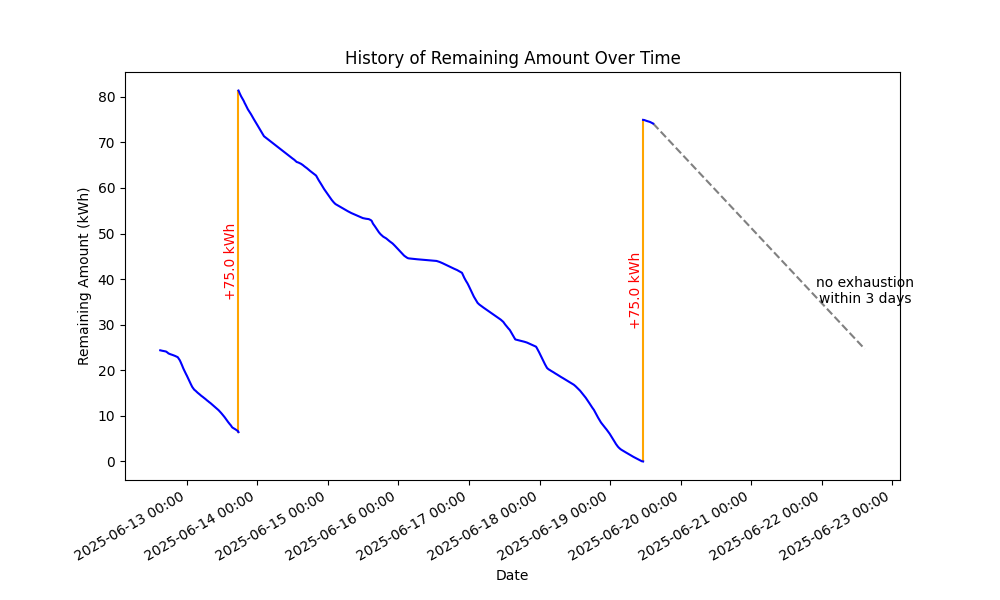 History of Remaining Amount Over Time
Remaining Amount (kWh)
80
70
60
50
40
30
20
10
0
+75.0 kWh
+75.0 kWh
no exhaustion
within 3 days
2025-06-13 00:00
2025-06-14 00:00
2025-06-15 00:00
2025-06-16 00:00
2025-06-17 00:00
2025-06-18 00:00
2025-06-19 00:00
2025-06-20 00:00
2025-06-21 00:00
2025-06-22 00:00
2025-06-23 00:00
Date